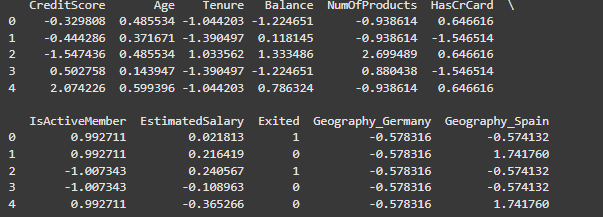 CreditScore Age Tenure Balance NumOfProducts HasCrCard \
0 -0.329808 0.485534 -1.044203 -1.224651 -0.938614 0.646616
1 -0.444286 0.371671 -1.390497 0.118145 -0.938614 -1.546514
2 -1.547436 0.485534 1.033562 1.333486 2.699489 0.646616
3 0.502758 0.143947 -1.390497 -1.224651 0.880438 -1.546514
4 2.074226 0.599396 -1.044203 0.786324 -0.938614 0.646616
IsActiveMember EstimatedSalary Exited Geography_Germany Geography_Spain
0 0.992711 0.021813 1 -0.578316 -0.574132
1 0.992711 0.216419 0 -0.578316 1.741760
2 -1.007343 0.240567 1 -0.578316 -0.574132
3 -1.007343 -0.108963 0 -0.578316 -0.574132
4 0.992711 -0.365266 0 -0.578316 1.741760